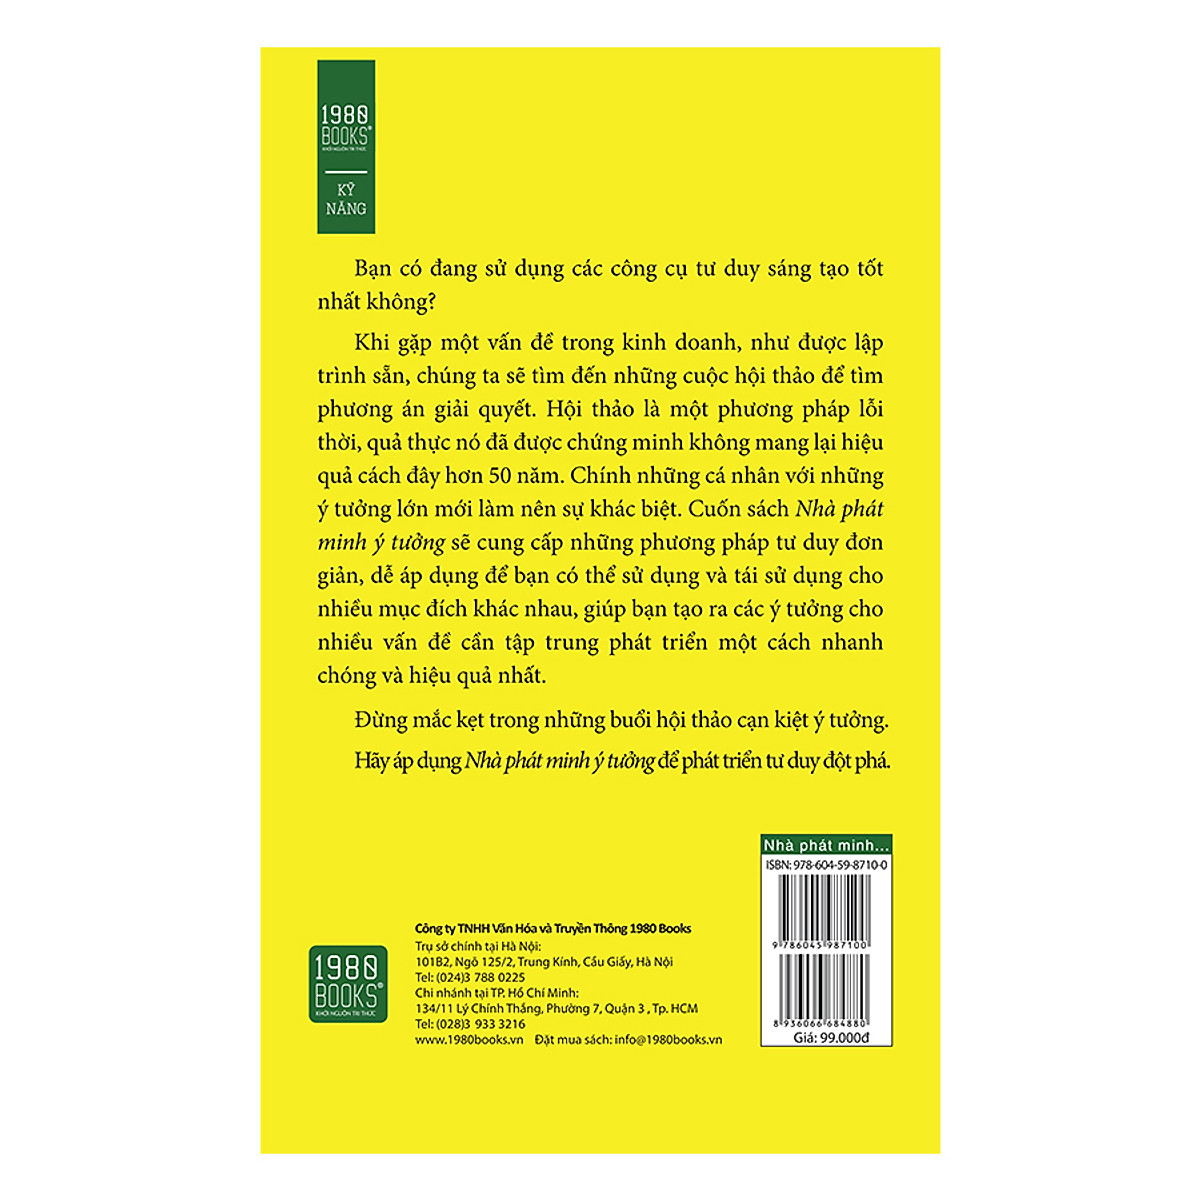 1980
BOOKS®
KHƠI NGUỒN TRI THỨC
KỸ
NĂNG
Bạn có đang sử dụng các công cụ tư duy sáng tạo tốt
nhất không?
Khi gặp một vấn đề trong kinh doanh, như được lập
trình sẵn, chúng ta sẽ tìm đến những cuộc hội thảo để tìm
phương án giải quyết. Hội thảo là một phương pháp lỗi
thời, quả thực nó đã được chứng minh không mang lại hiệu
quả cách đây hơn 50 năm. Chính những cá nhân với những
ý tưởng lớn mới làm nên sự khác biệt. Cuốn sách Nhà phát
minh ý tưởng sẽ cung cấp những phương pháp tư duy đơn
giản, dễ áp dụng để bạn có thể sử dụng và tái sử dụng cho
nhiều mục đích khác nhau, giúp bạn tạo ra các ý tưởng cho
nhiều vấn đề cần tập trung phát triển một cách nhanh
chóng và hiệu quả nhất.
Đừng mắc kẹt trong những buổi hội thảo cạn kiệt ý tưởng.
Hãy áp dụng Nhà phát minh ý tưởng để phát triển tư duy đột phá.
Nhà phát minh...
ISBN: 978-604-59-8710-0
9 786045 987100
8 936066 684880
Giá: 99.000đ
1980
BOOKS®
KHƠI NGUỒN TRI THỨC
Công ty TNHH Văn Hóa và Truyền Thông 1980 Books
Trụ sở chính tại Hà Nội:
101B2, Ngõ 125/2, Trung Kính, Cầu Giấy, Hà Nội
Tel: (024)3 788 0225
Chi nhánh tại TP. Hồ Chí Minh:
134/11 Lý Chính Thắng, Phường 7, Quận 3 , Tp. HCM
Tel: (028)3 933 3216
www.1980books.vn Đặt mua sách: info@1980books.vn